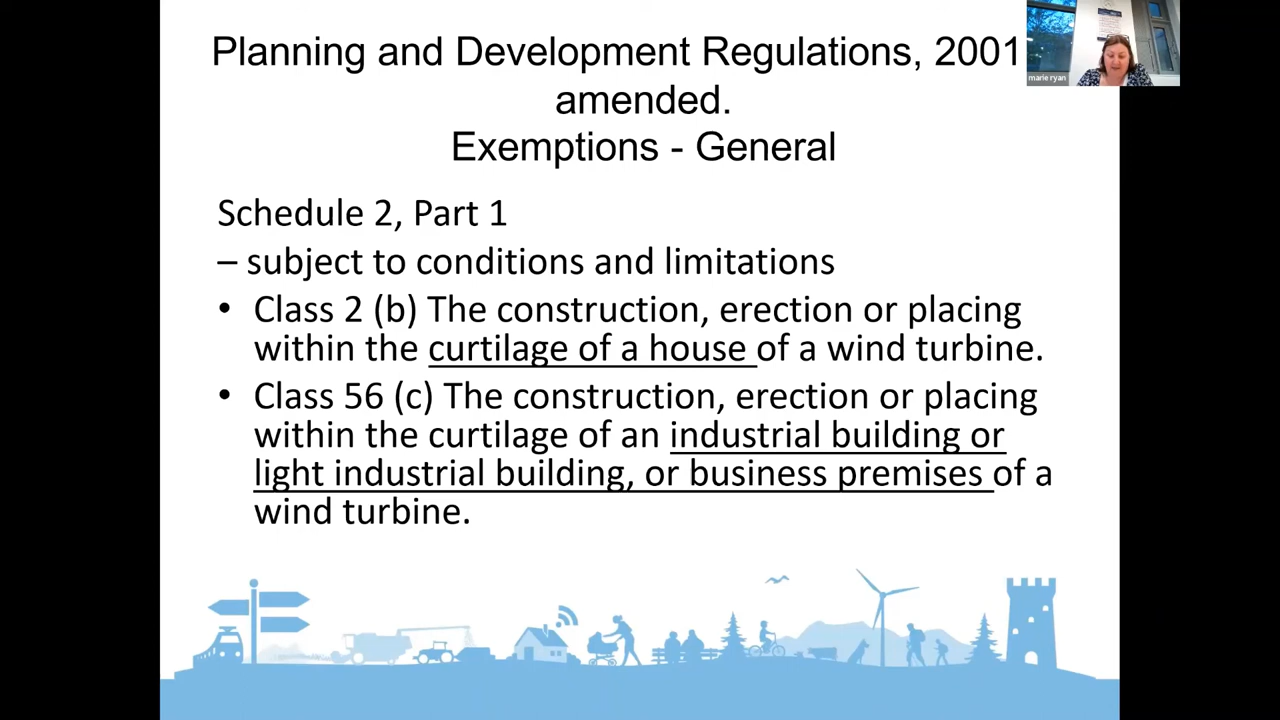 Planning and Development Regulations, 2001
amended.
Exemptions - General
marie ryan
Schedule 2, Part 1
– subject to conditions and limitations
• Class 2 (b) The construction, erection or placing
within the curtilage of a house of a wind turbine.
• Class 56 (c) The construction, erection or placing
within the curtilage of an industrial building or
light industrial building, or business premises of a
wind turbine.